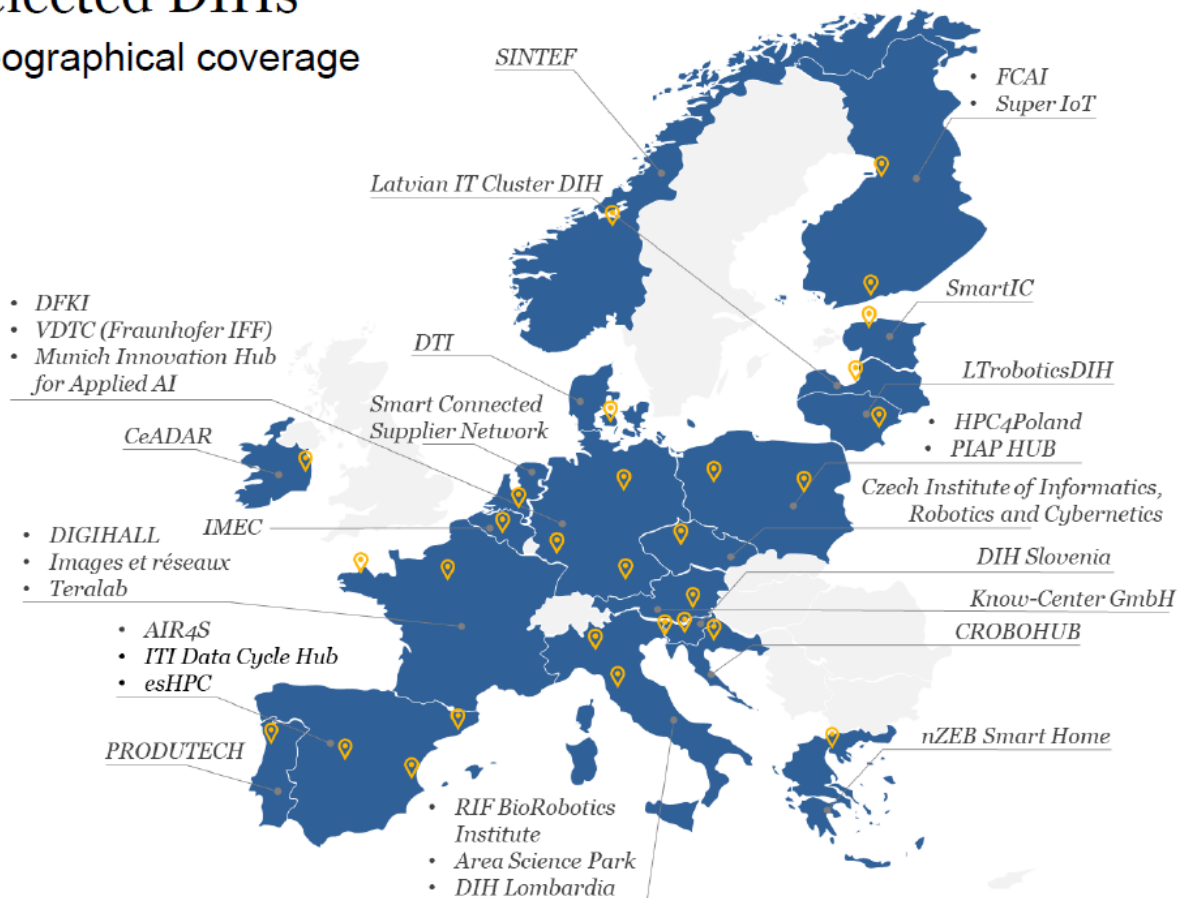 elected DIHs
ographical coverage
SINTEF
• FCAI
• Super IoT
Latvian IT Cluster DIH
SmartIC
• DFKI
• VDTC (Fraunhofer IFF)
• Munich Innovation Hub
for Applied AI
DTI
LTroboticsDIH
Smart Connected
Supplier Network
• HPC4Poland
• PIAP HUB
CeADAR
Czech Institute of Informatics,
Robotics and Cybernetics
IMEC
• DIGIHALL
• Images et réseaux
• Teralab
DIH Slovenia
Know-Center GmbH
CROBOHUB
• AIR4S
• ITI Data Cycle Hub
• esHPC
nZEB Smart Home
PRODUTECH
• RIF BioRobotics
Institute
• Area Science Park
• DIH Lombardia